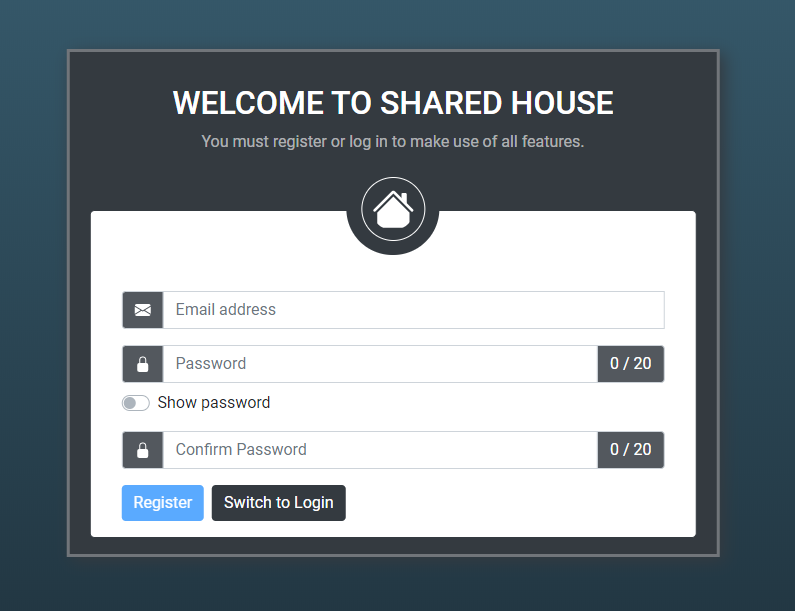 WELCOME TO SHARED HOUSE
You must register or log in to make use of all features.
Email address
Password 0 / 20
Show password
Confirm Password 0 / 20
Register Switch to Login